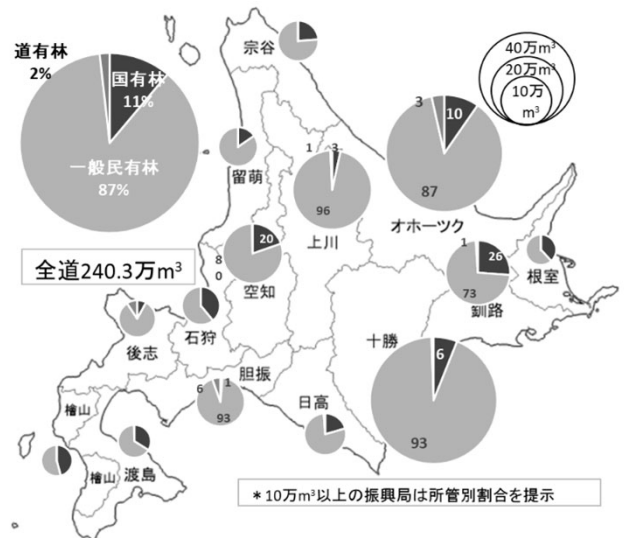 宗谷
道有林
2%
国有林
11%
一般民有林
87%
40万m³
20万m³
10万
m³
3
10
87
オホーツク
留萌
1
3
96
上川
全道240.3万m³
20
80
空知
1
26
73
釧路
根室
石狩
後志
十勝
6
93
胆振
6
1
93
日高
檜山
檜山
渡島
*10万m³以上の振興局は所管別割合を提示